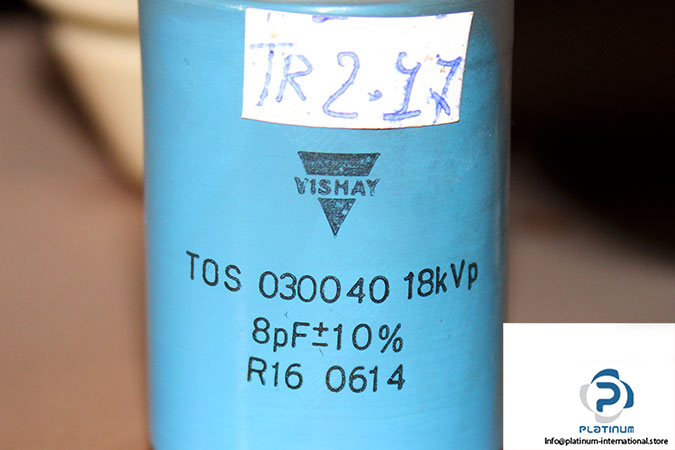 TR 2.17
VISHAY
TOS 030040 18kVp
8pF±10%
R16 0614
PLATINUM
Info@platinum-international.store